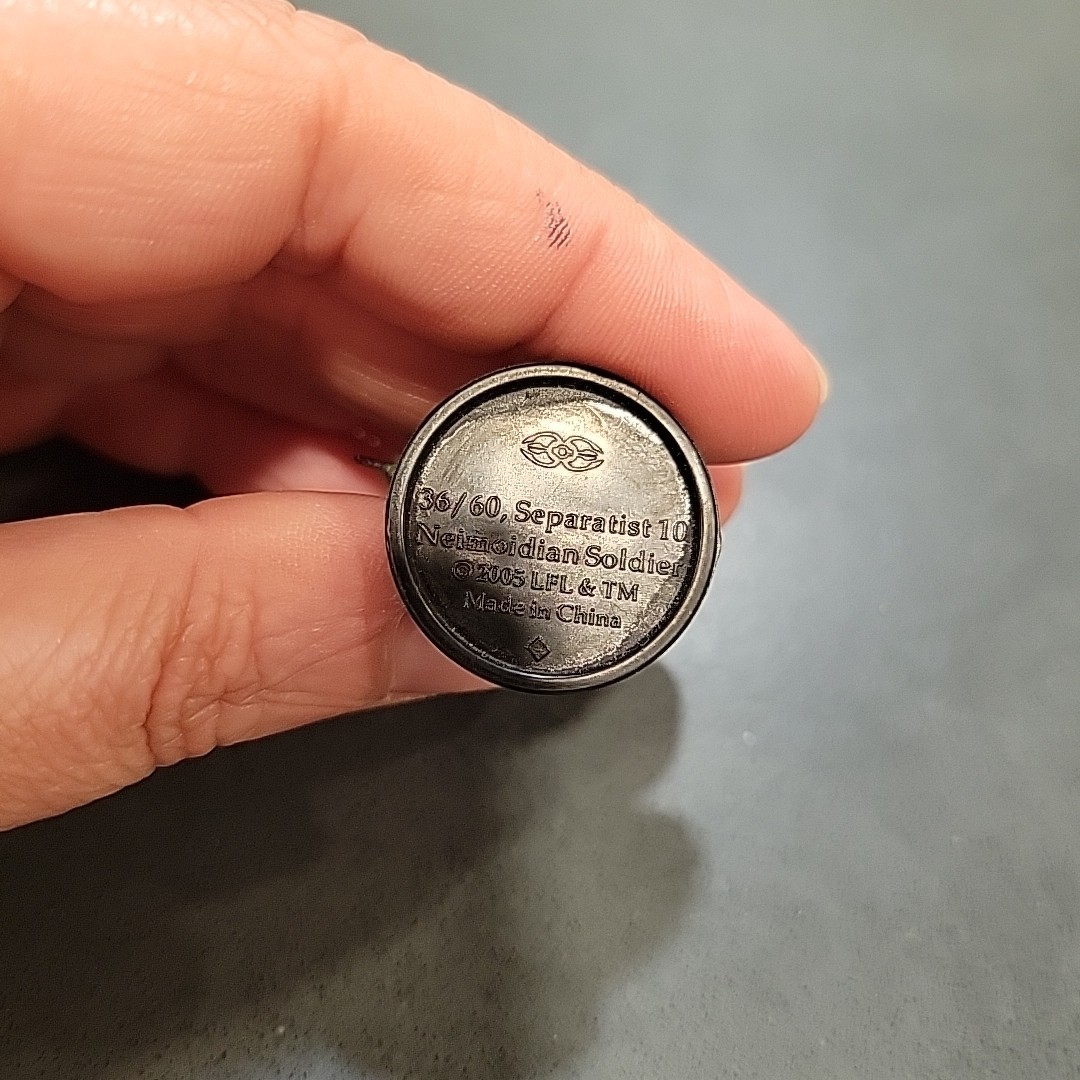 36/60, Separatist 10
Neimoidian Soldier
© 2005 LFL & TM
Made in China